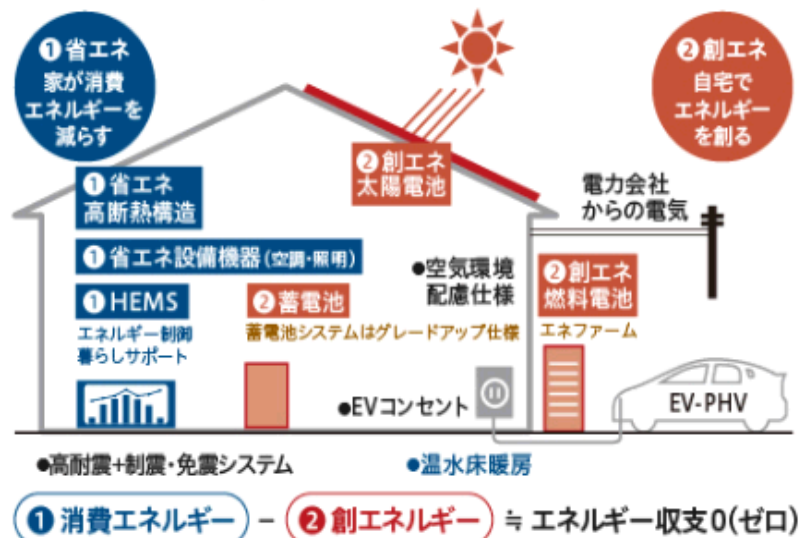 ❶省エネ
家が消費
エネルギーを
減らす
❷創エネ
自宅で
エネルギー
を創る
❷創エネ
太陽電池
❶省エネ
高断熱構造
電力会社
からの電気
❶省エネ設備機器(空調・照明)
●空気環境
配慮仕様
❷創エネ
燃料電池
エネファーム
❶HEMS
エネルギー制御
暮らしサポート
❷蓄電池
蓄電池システムはグレードアップ仕様
●EVコンセント
EV-PHV
●高耐震+制震・免震システム
●温水床暖房
❶消費エネルギー − ❷創エネルギー ≒ エネルギー収支0(ゼロ)